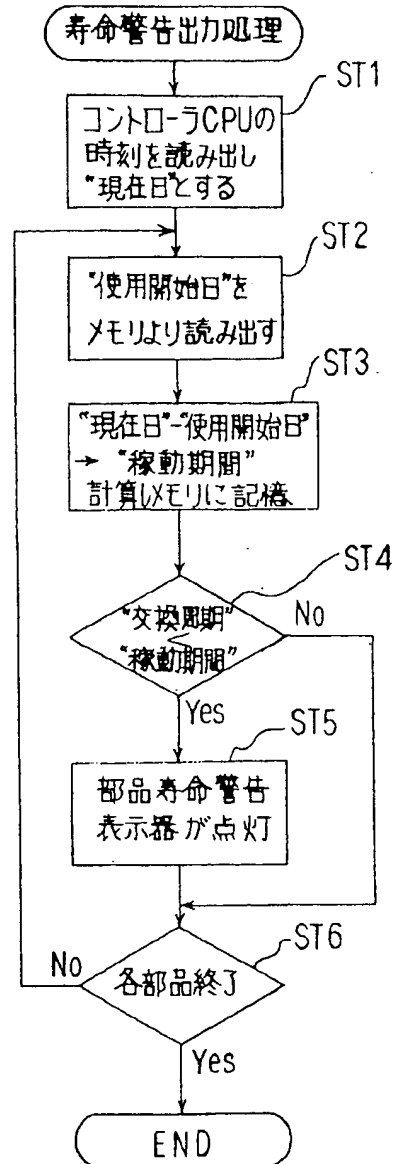 寿命警告出力処理
ST1
コントローラCPUの
時刻を読み出し
"現在日"とする
ST2
"使用開始日"を
メモリより読み出す
ST3
"現在日"-"使用開始日"
→ "稼動期間"
計算しメモリに記憶
ST4
"交換周期"
<
"稼動期間"
No
Yes
ST5
部品寿命警告
表示器が点灯
ST6
No
各部品終了
Yes
END